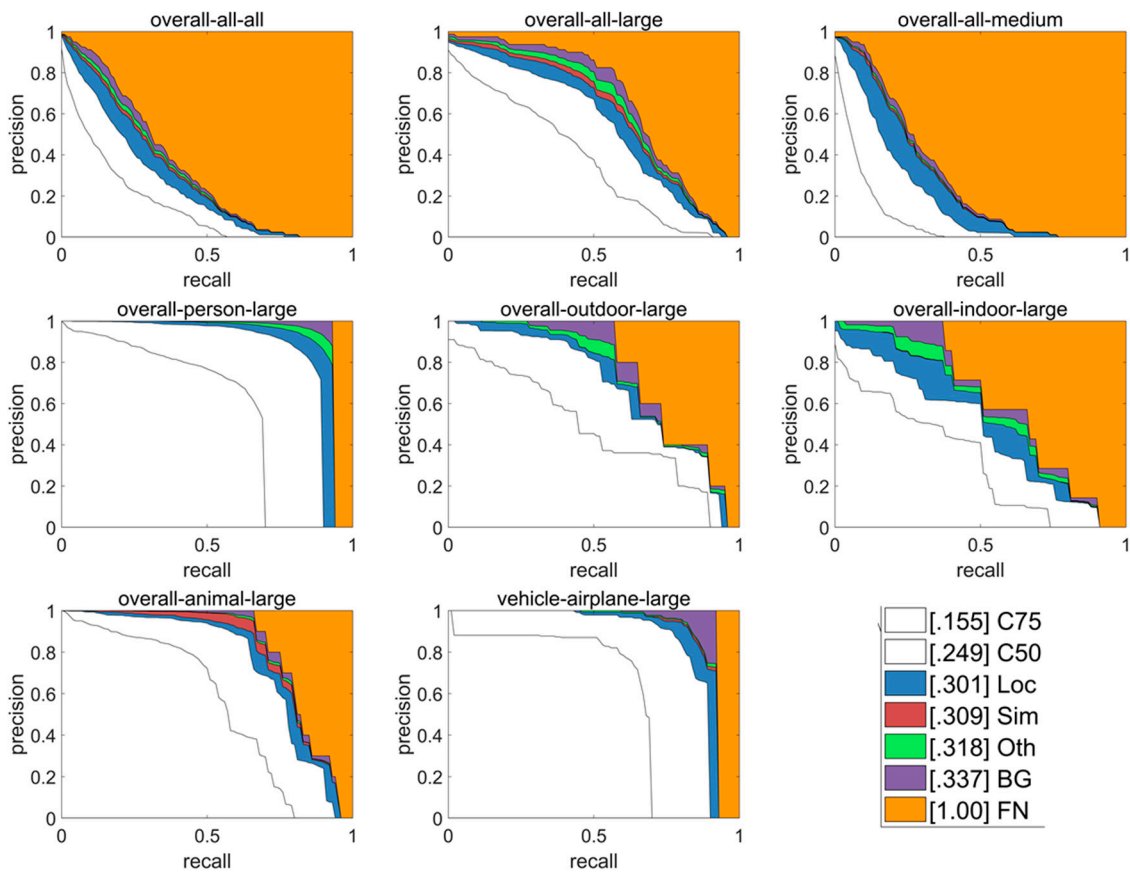 overall-all-all
overall-all-large
overall-all-medium
1
0.8
0.6
0.4
0.2
0
precision
0
0.5
1
recall
1
0.8
0.6
0.4
0.2
0
precision
0
0.5
1
recall
1
0.8
0.6
0.4
0.2
0
precision
0
0.5
1
recall
overall-person-large
overall-outdoor-large
overall-indoor-large
1
0.8
0.6
0.4
0.2
0
precision
0
0.5
1
recall
1
0.8
0.6
0.4
0.2
0
precision
0
0.5
1
recall
1
0.8
0.6
0.4
0.2
0
precision
0
0.5
1
recall
overall-animal-large
vehicle-airplane-large
1
0.8
0.6
0.4
0.2
0
precision
0
0.5
1
recall
1
0.8
0.6
0.4
0.2
0
precision
0
0.5
1
recall
[.155] C75
[.249] C50
[.301] Loc
[.309] Sim
[.318] Oth
[.337] BG
[1.00] FN